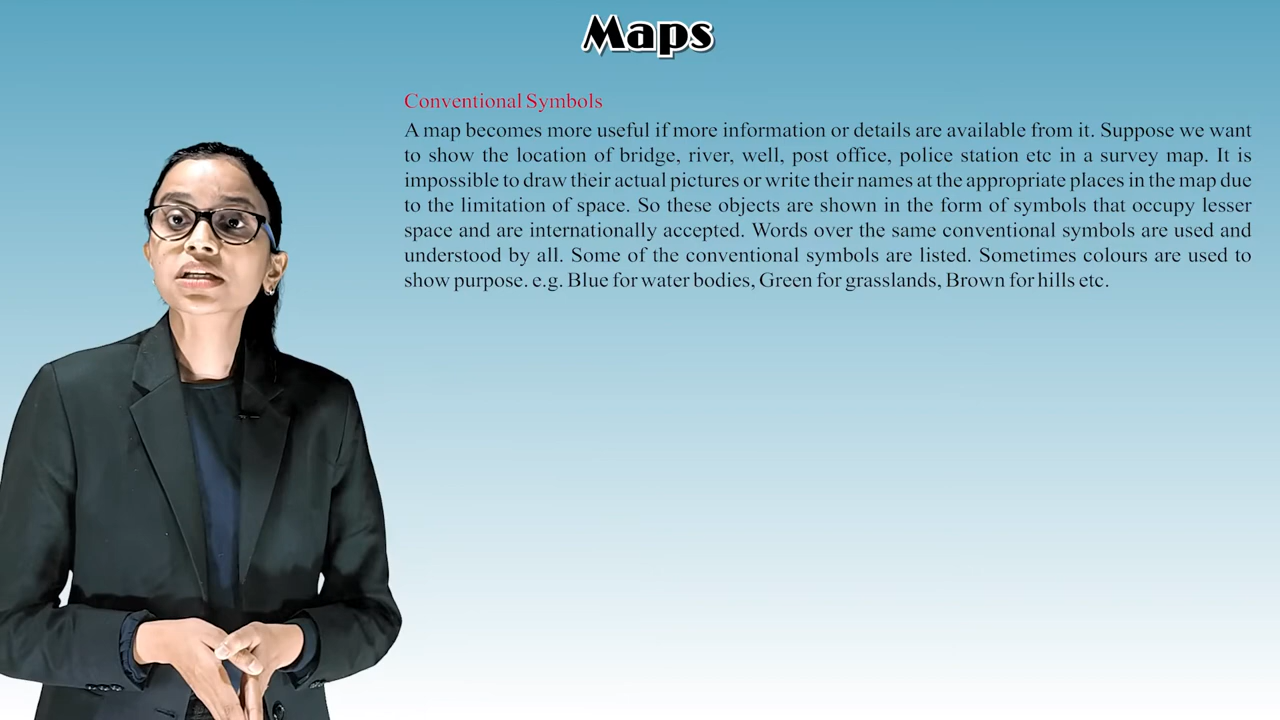 Maps
Conventional Symbols
A map becomes more useful if more information or details are available from it. Suppose we want
to show the location of bridge, river, well, post office, police station etc in a survey map. It is
impossible to draw their actual pictures or write their names at the appropriate places in the map due
to the limitation of space. So these objects are shown in the form of symbols that occupy lesser
space and are internationally accepted. Words over the same conventional symbols are used and
understood by all. Some of the conventional symbols are listed. Sometimes colours are used to
show purpose. e.g. Blue for water bodies, Green for grasslands, Brown for hills etc.